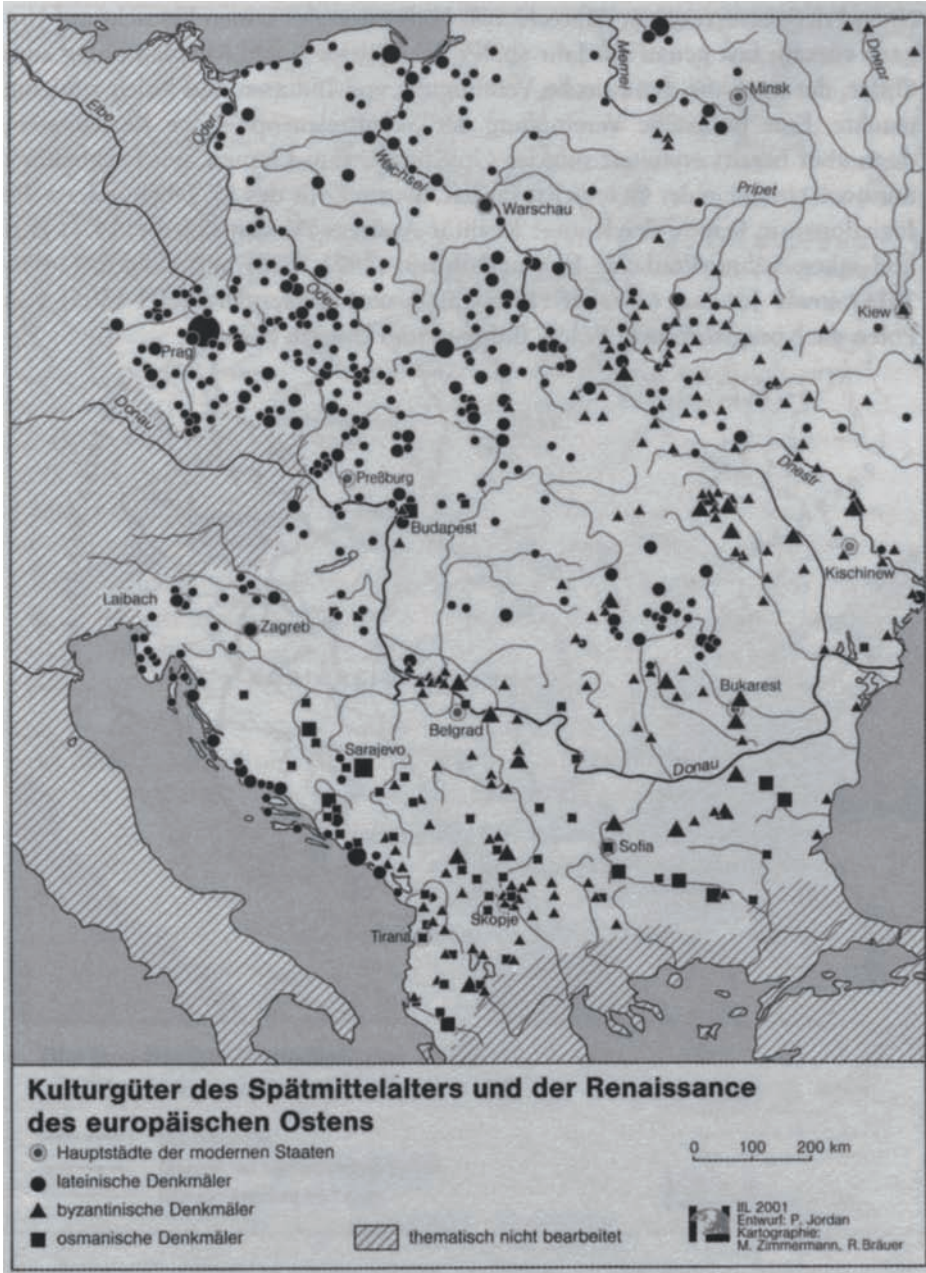 Memel
Dnepr
Minsk
Elbe
Oder
Weichsel
Pripet
Warschau
Oder
Kiew
Prag
Donau
Dnestr
Preßburg
Budapest
Kischinew
Laibach
Zagreb
Bukarest
Belgrad
Sarajevo
Donau
Sofia
Skopje
Tirana
Kulturgüter des Spätmittelalters und der Renaissance
des europäischen Ostens
Hauptstädte der modernen Staaten
0 100 200 km
lateinische Denkmäler
byzantinische Denkmäler
osmanische Denkmäler
thematisch nicht bearbeitet
IIL 2001
Entwurf: P. Jordan
Kartographie:
M. Zimmermann, R.Bräuer